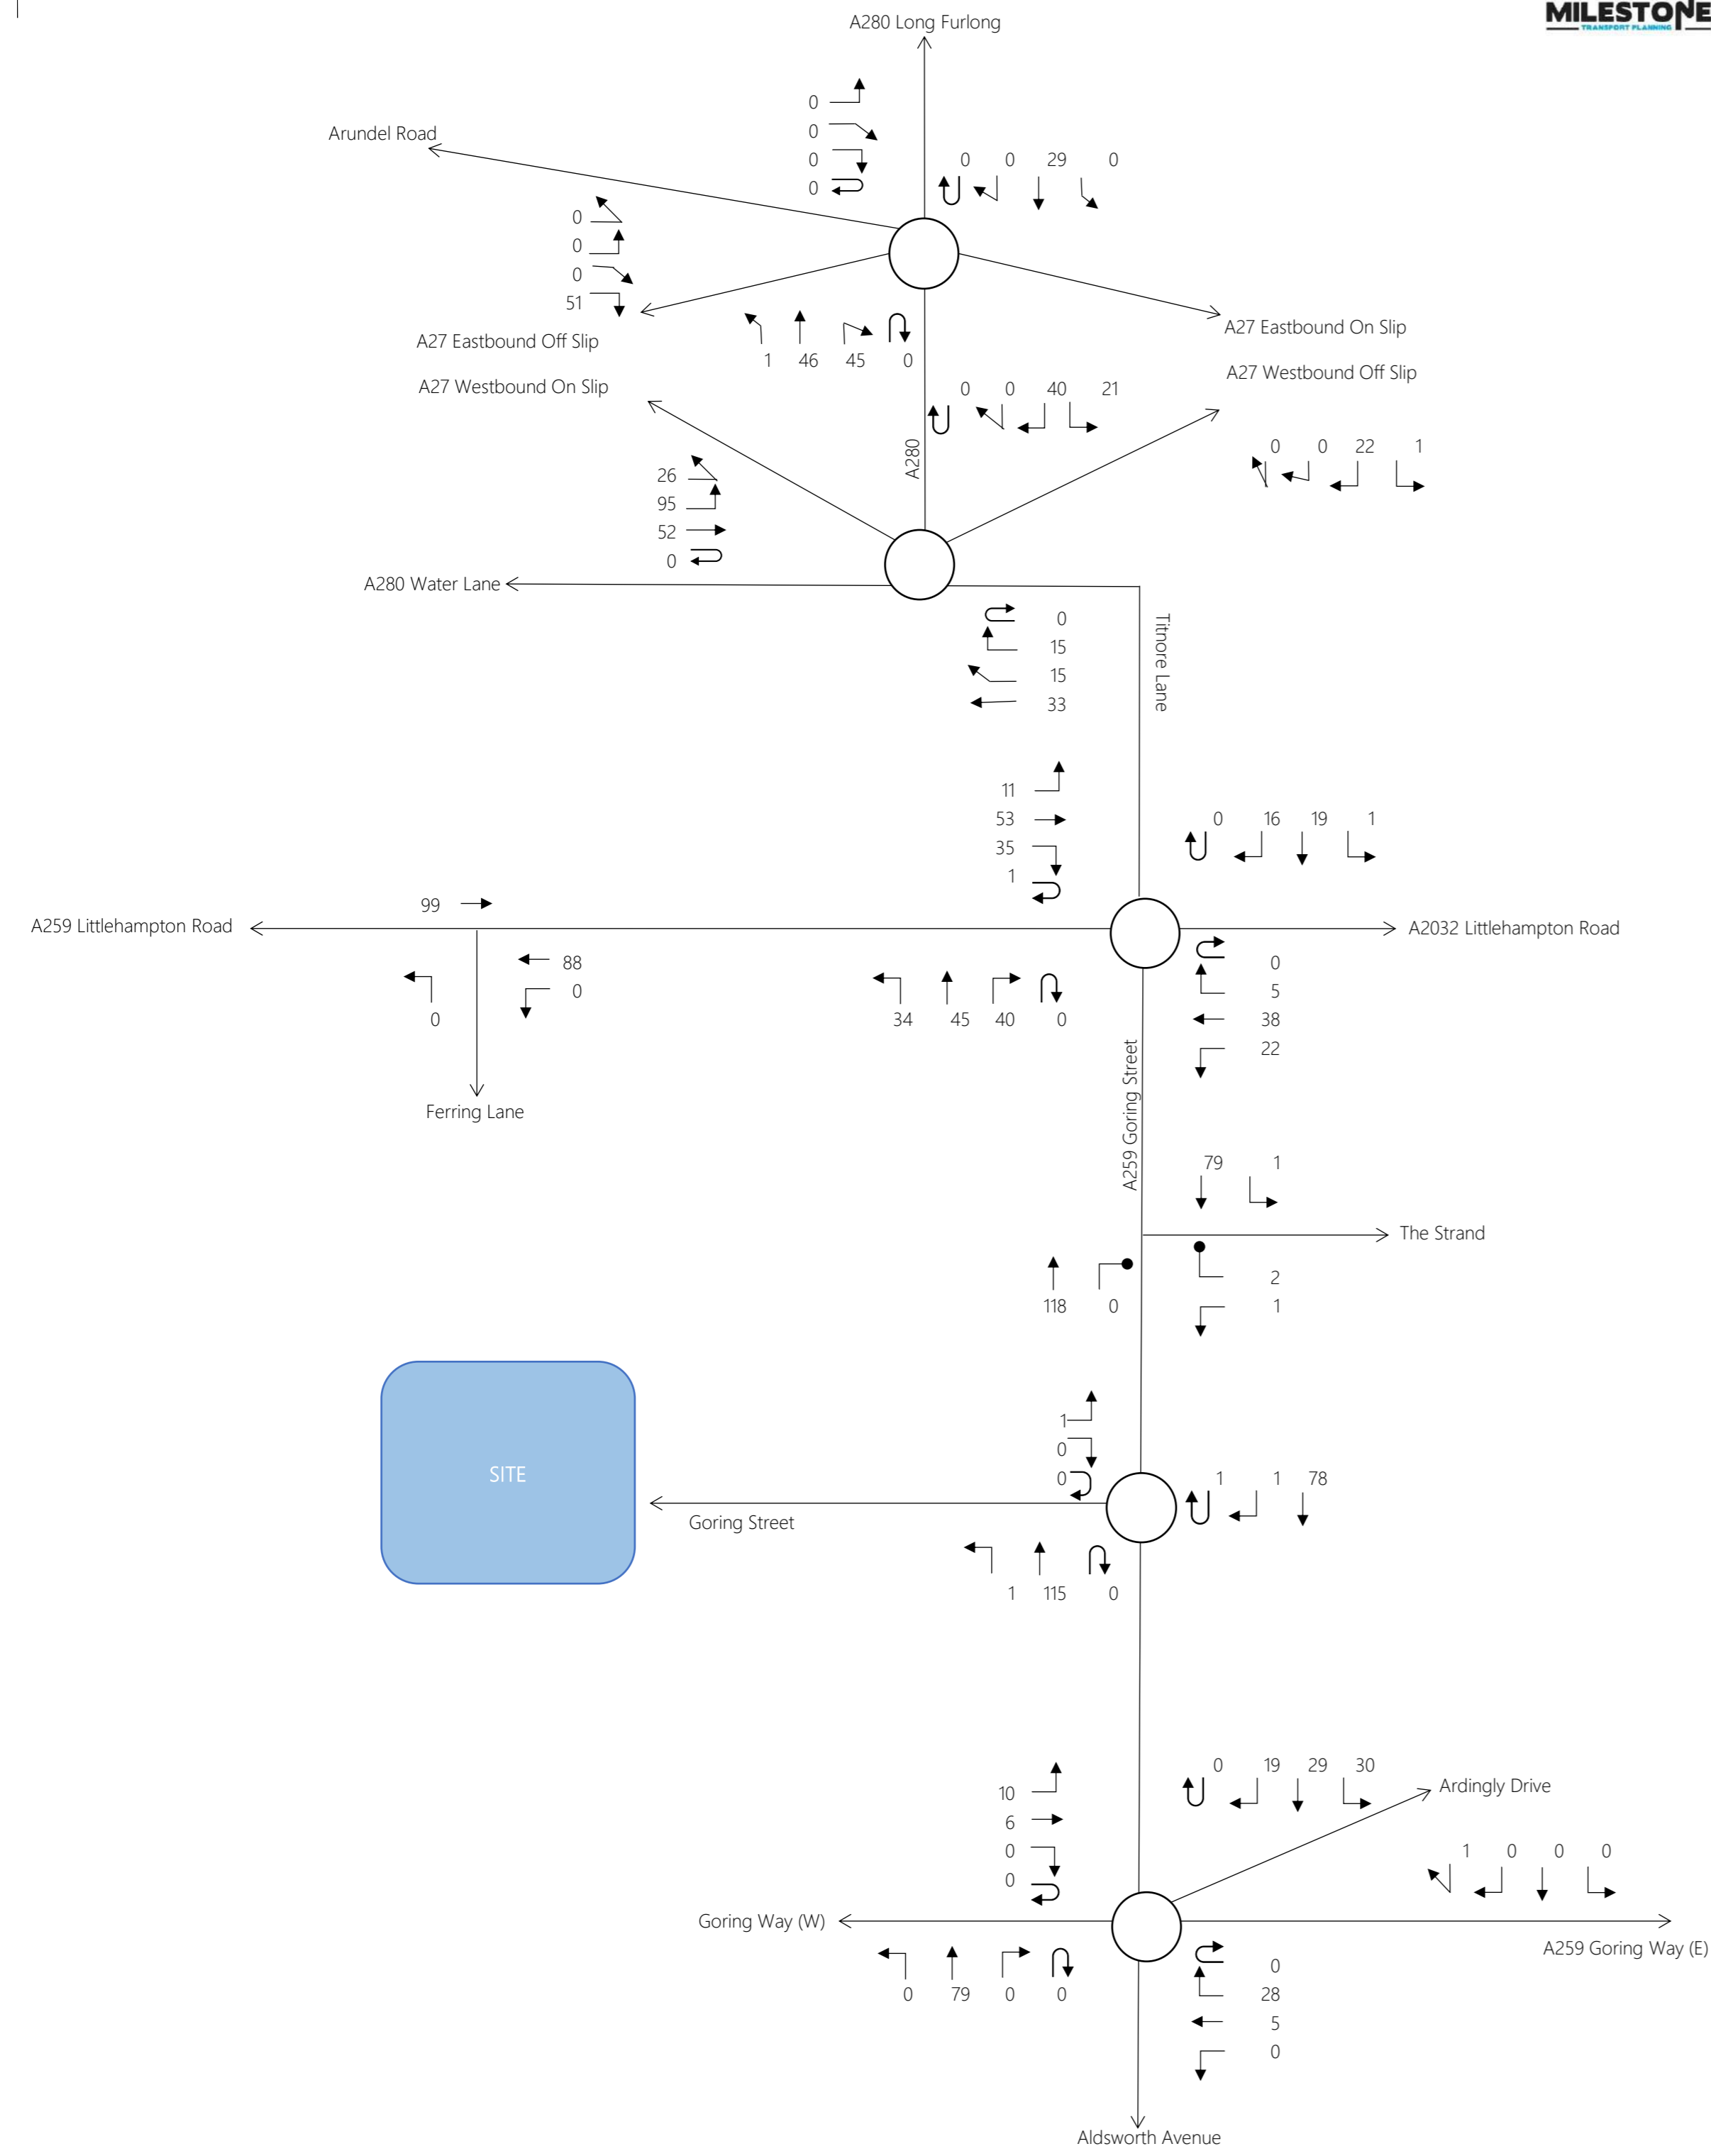 MILESTONE
TRANSPORT PLANNING
A280 Long Furlong
0
Arundel Road
0
0
0
0 0 29 0
0
0
0
51
A27 Eastbound Off Slip
1 46 45 0
A27 Eastbound On Slip
A27 Westbound On Slip
A27 Westbound Off Slip
0 0 40 21
A280
0 0 22 1
26
95
52
0
A280 Water Lane
0
15
15
33
Titnore Lane
11
53
35
1
0 16 19 1
99
A259 Littlehampton Road
A2032 Littlehampton Road
88
0
0
34 45 40 0
0
5
38
22
Ferring Lane
A259 Goring Street
79 1
The Strand
118 0
2
1
1
0
0
SITE
1 1 78
Goring Street
1 115 0
0 19 29 30
Ardingly Drive
10
6
0
0
1 0 0 0
Goring Way (W)
A259 Goring Way (E)
0 79 0 0
0
28
5
0
Aldsworth Avenue